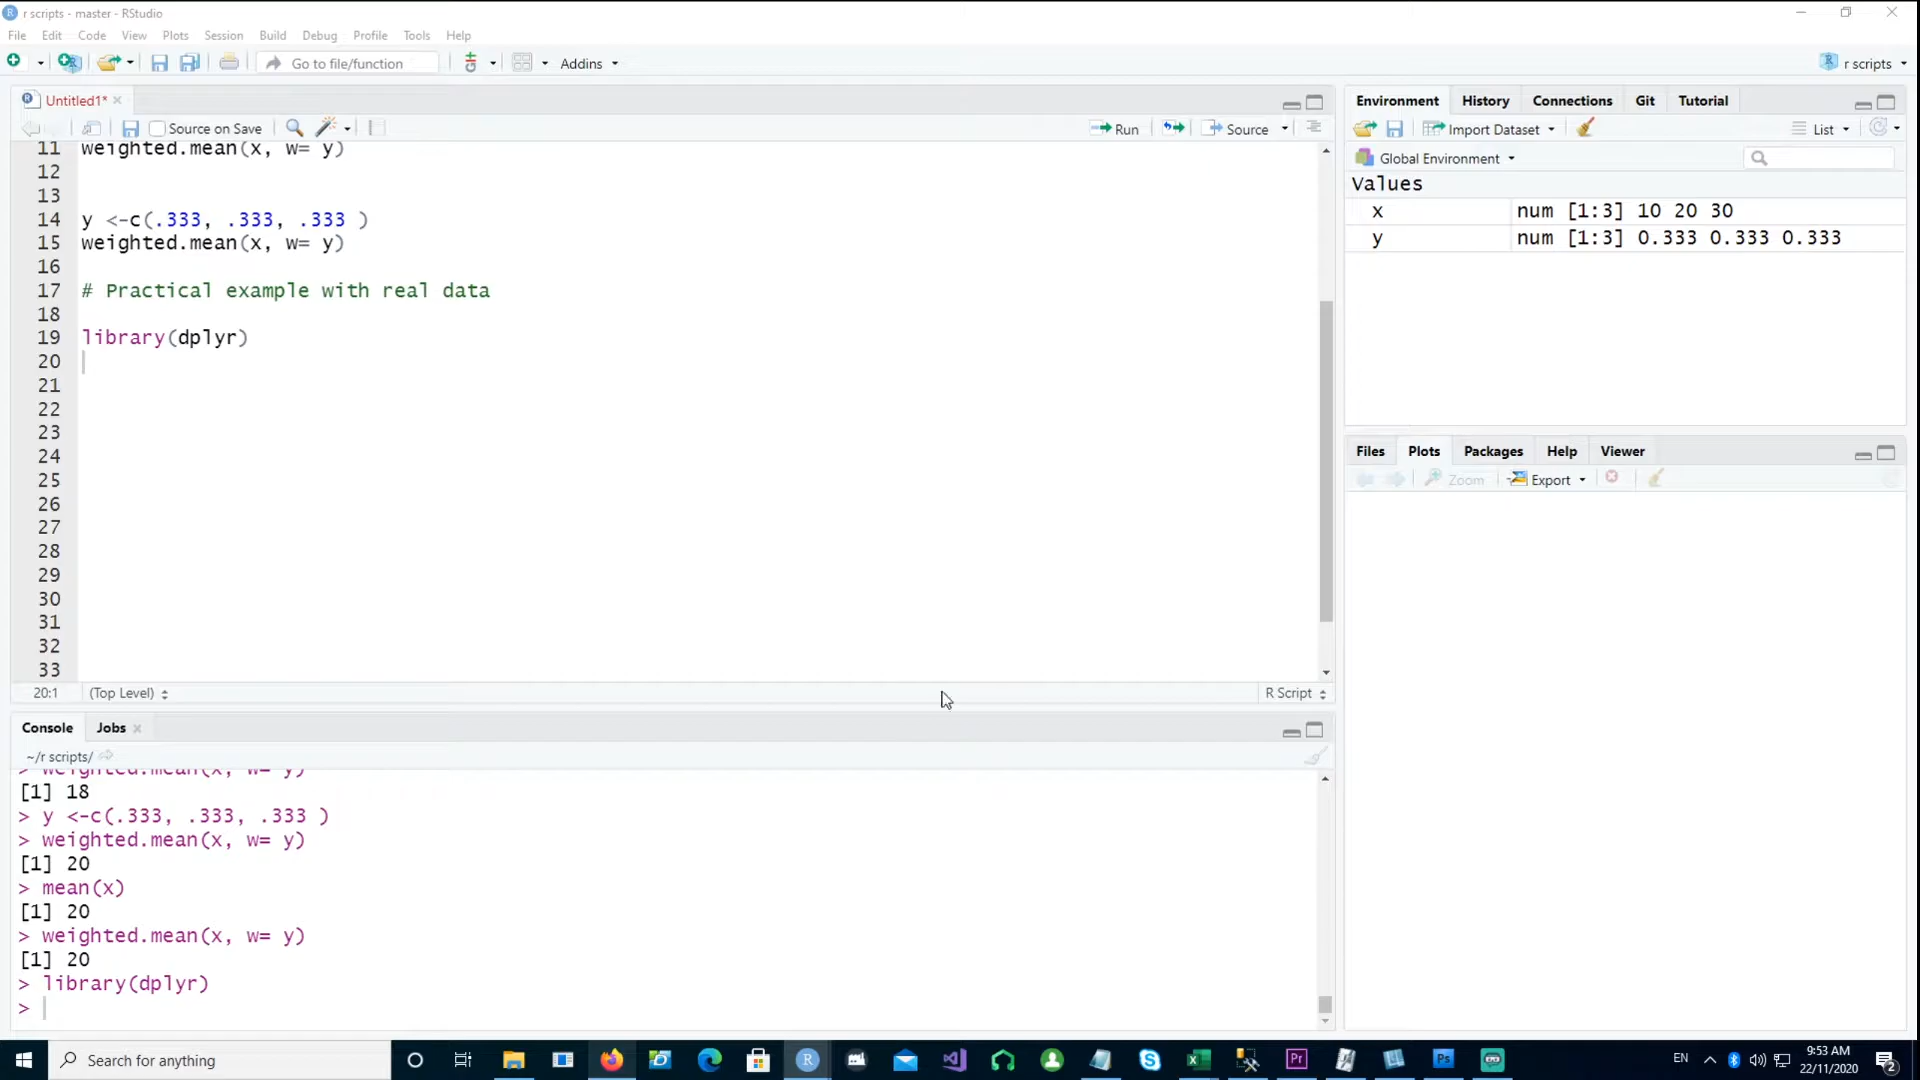 r scripts - master - RStudio
File Edit Code View Plots Session Build Debug Profile Tools Help
Go to file/function Addins r scripts
Untitled1*
Source on Save Run Source
11 weighted.mean(x, w= y)
12
13
14 y <-c(.333, .333, .333 )
15 weighted.mean(x, w= y)
16
17 # Practical example with real data
18
19 library(dplyr)
20
21
22
23
24
25
26
27
28
29
30
31
32
33
20:1 (Top Level) R Script
Console Jobs
~/r scripts/
> weighted.mean(x, w= y)
[1] 18
> y <-c(.333, .333, .333 )
> weighted.mean(x, w= y)
[1] 20
> mean(x)
[1] 20
> weighted.mean(x, w= y)
[1] 20
> library(dplyr)
>
Environment History Connections Git Tutorial
Import Dataset List
Global Environment
Values
x num [1:3] 10 20 30
y num [1:3] 0.333 0.333 0.333
Files Plots Packages Help Viewer
Zoom Export
Search for anything
EN
9:53 AM
22/11/2020
2